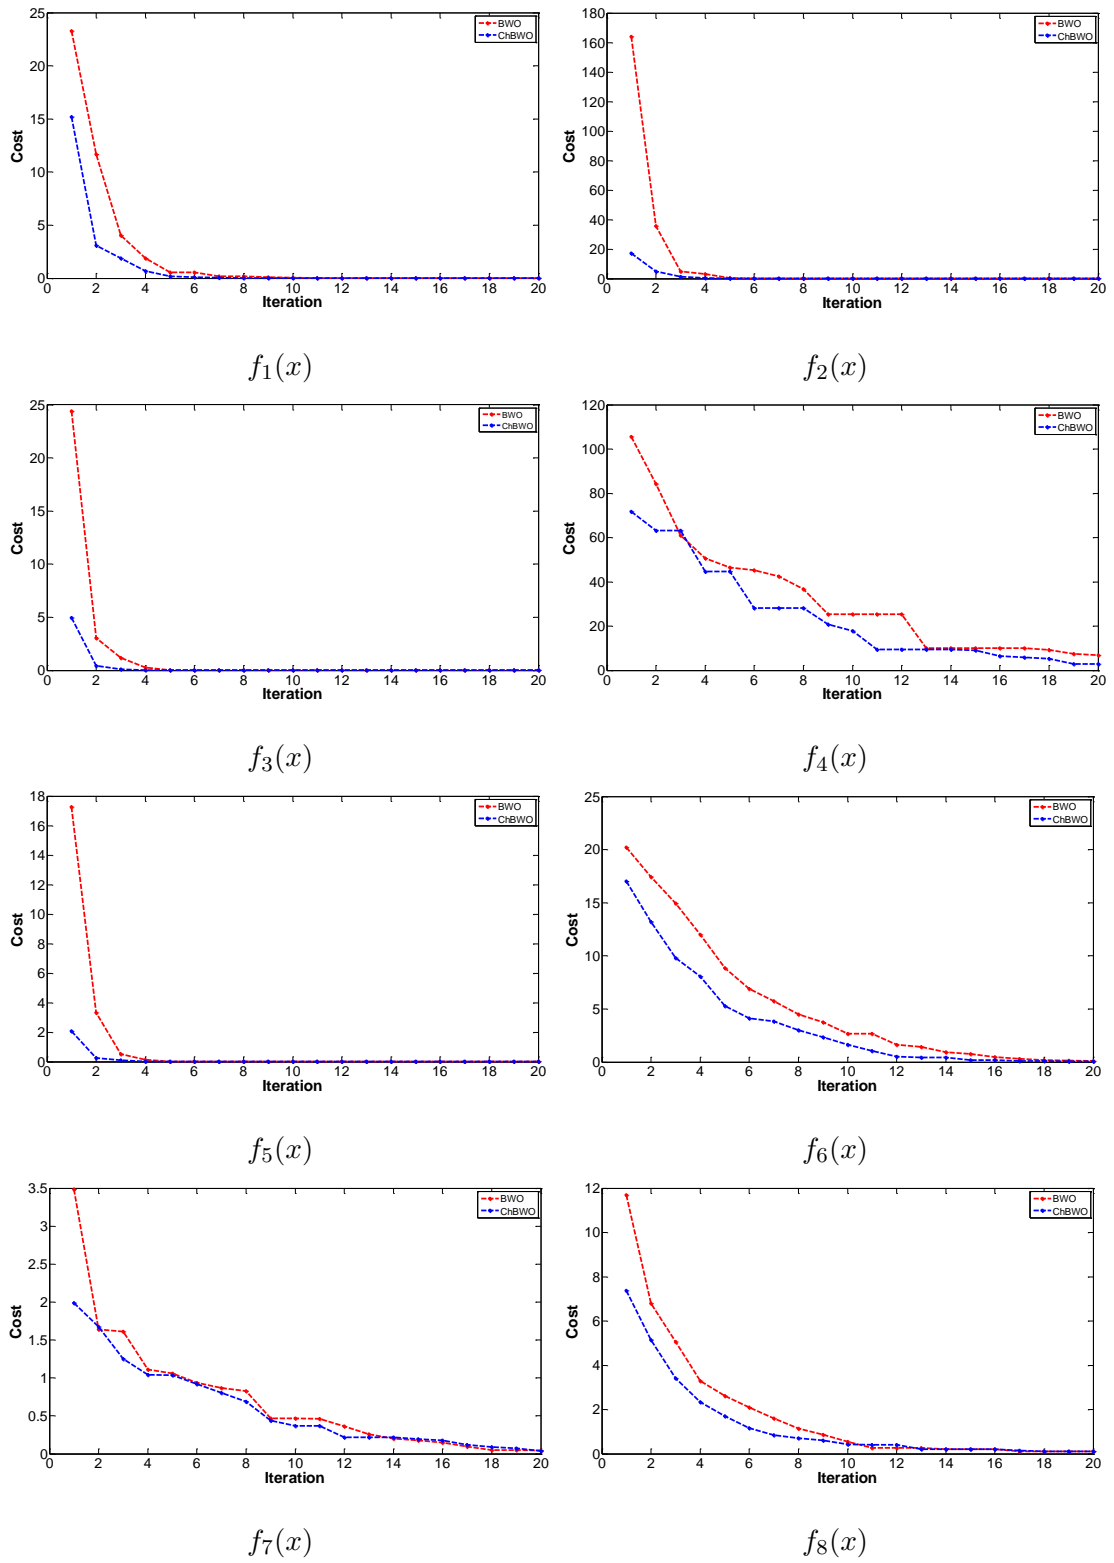 25
20
15
10
5
0
Cost
0 2 4 6 8 10 12 14 16 18 20
Iteration
BWO
ChBWO
f1(x)
180
160
140
120
100
80
60
40
20
0
Cost
0 2 4 6 8 10 12 14 16 18 20
Iteration
BWO
ChBWO
f2(x)
25
20
15
10
5
0
Cost
0 2 4 6 8 10 12 14 16 18 20
Iteration
BWO
ChBWO
f3(x)
120
100
80
60
40
20
0
Cost
0 2 4 6 8 10 12 14 16 18 20
Iteration
BWO
ChBWO
f4(x)
18
16
14
12
10
8
6
4
2
0
Cost
0 2 4 6 8 10 12 14 16 18 20
Iteration
BWO
ChBWO
f5(x)
25
20
15
10
5
0
Cost
0 2 4 6 8 10 12 14 16 18 20
Iteration
BWO
ChBWO
f6(x)
3.5
3
2.5
2
1.5
1
0.5
0
Cost
0 2 4 6 8 10 12 14 16 18 20
Iteration
BWO
ChBWO
f7(x)
12
10
8
6
4
2
0
Cost
0 2 4 6 8 10 12 14 16 18 20
Iteration
BWO
ChBWO
f8(x)